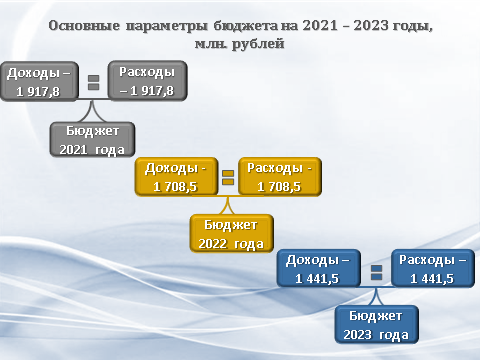 Основные параметры бюджета на 2021 – 2023 годы,
млн. рублей
Доходы –
1 917,8
Расходы
– 1 917,8
Бюджет
2021 года
Доходы -
1 708,5
Расходы -
1 708,5
Бюджет
2022 года
Доходы –
1 441,5
Расходы –
1 441,5
Бюджет
2023 года